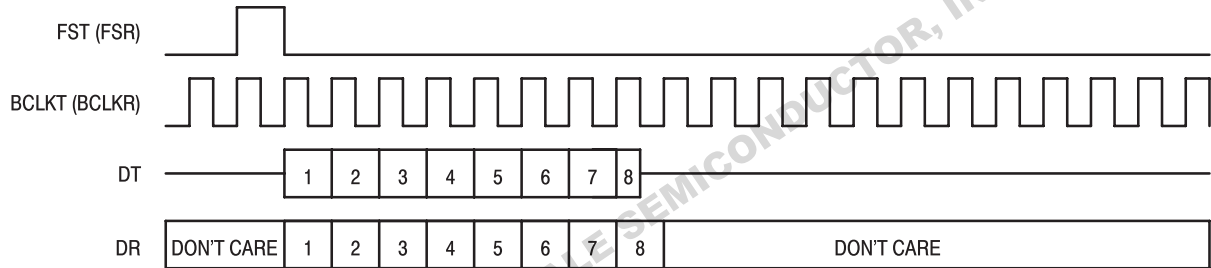 FST (FSR)
BCLKT (BCLKR)
DT 1 2 3 4 5 6 7 8
DR DON'T CARE 1 2 3 4 5 6 7 8 DON'T CARE
ALE SEMICONDUCTOR, IN